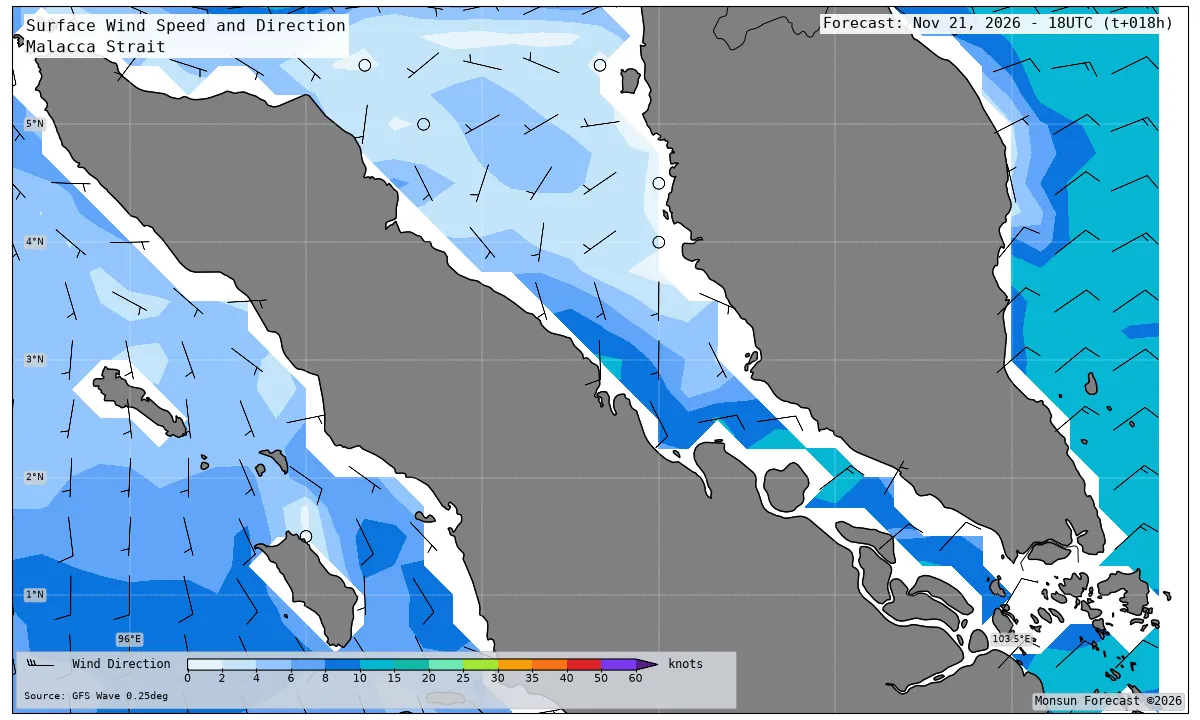 Surface Wind Speed and Direction
Malacca Strait
Forecast: Nov 21, 2026 - 18UTC (t+018h)
5°N
4°N
3°N
2°N
1°N
96°E
103.5°E
Wind Direction
knots
0 2 4 6 8 10 15 20 25 30 35 40 50 60
Source: GFS Wave 0.25deg
Monsun Forecast ©2026